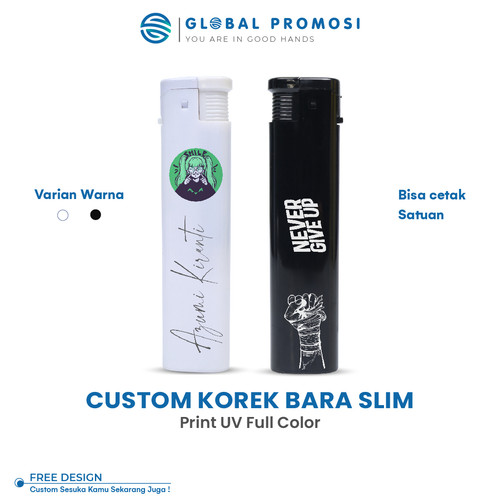 GLOBAL PROMOSI
YOU ARE IN GOOD HANDS
SMILE
Varian Warna
Bisa cetak
Satuan
Azumi Kiranti
NEVER
GIVE UP
CUSTOM KOREK BARA SLIM
Print UV Full Color
FREE DESIGN
Custom Sesuka Kamu Sekarang Juga !